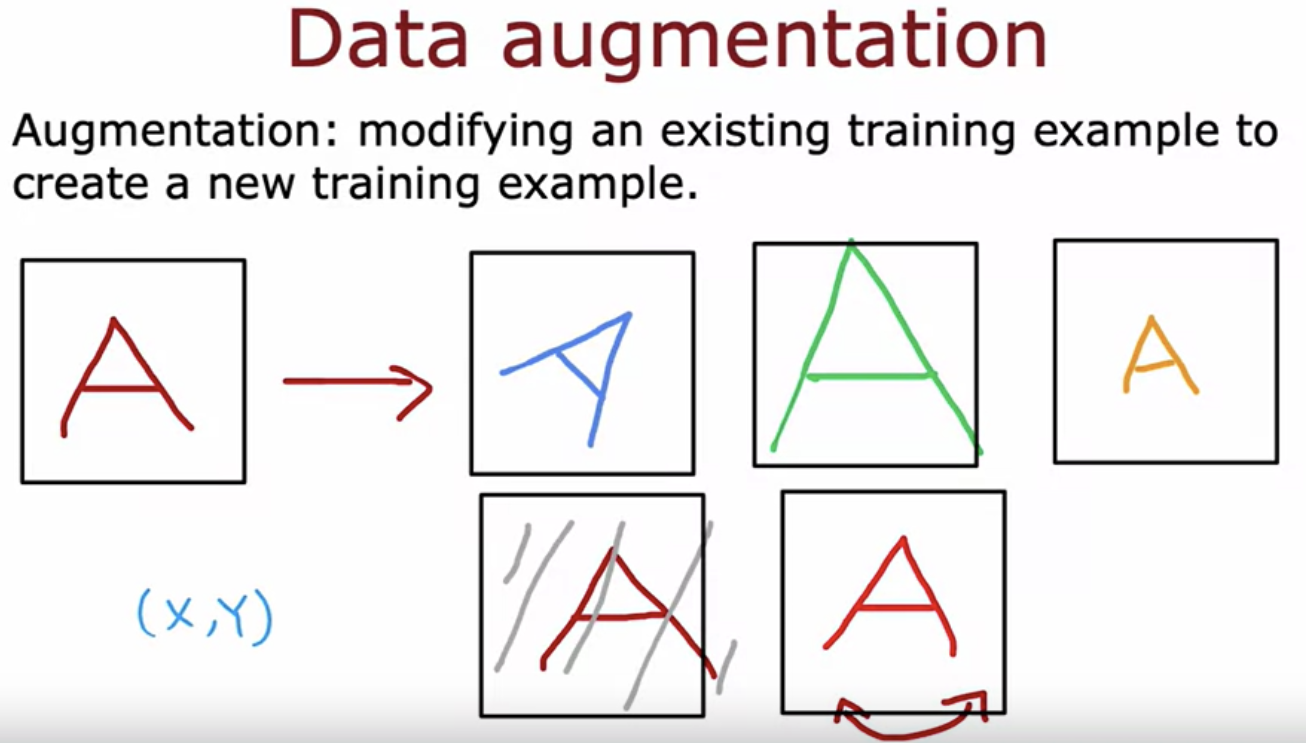 Data augmentation
Augmentation: modifying an existing training example to
create a new training example.
A A A A
A A
(X,Y)